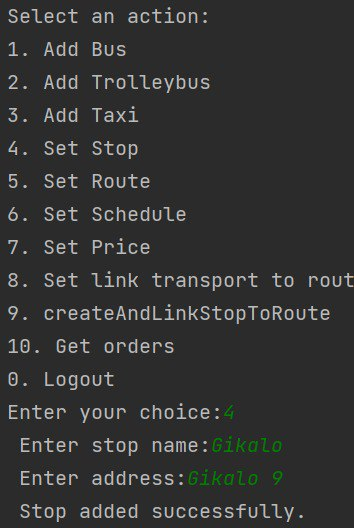 Select an action:
1. Add Bus
2. Add Trolleybus
3. Add Taxi
4. Set Stop
5. Set Route
6. Set Schedule
7. Set Price
8. Set link transport to rout
9. createAndLinkStopToRoute
10. Get orders
0. Logout
Enter your choice:4
Enter stop name:Gikalo
Enter address:Gikalo 9
Stop added successfully.